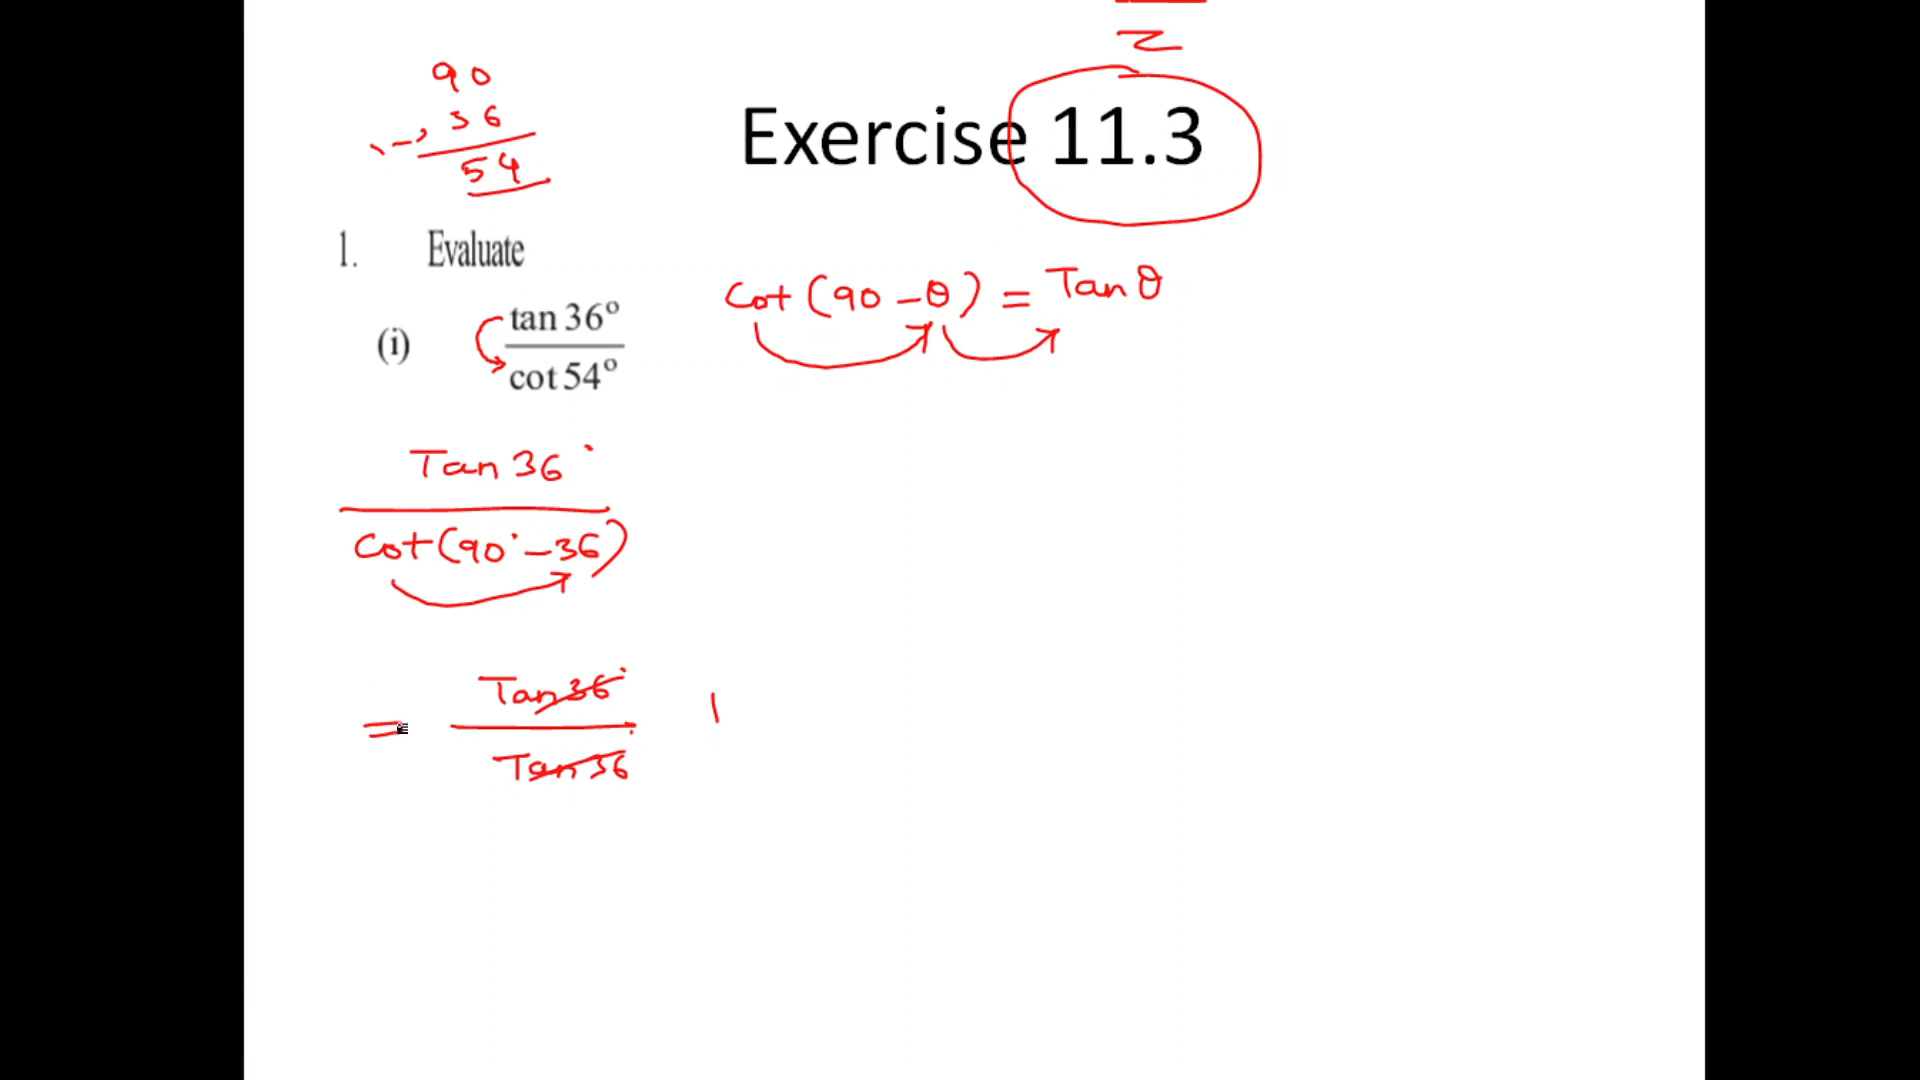 2
90
Exercise 11.3
(-) 36
54
1. Evaluate
Cot (90 - θ) = Tan θ
(i) tan 36° / cot 54°
Tan 36°
Cot (90° - 36)
= Tan 36° / Tan 36° 1